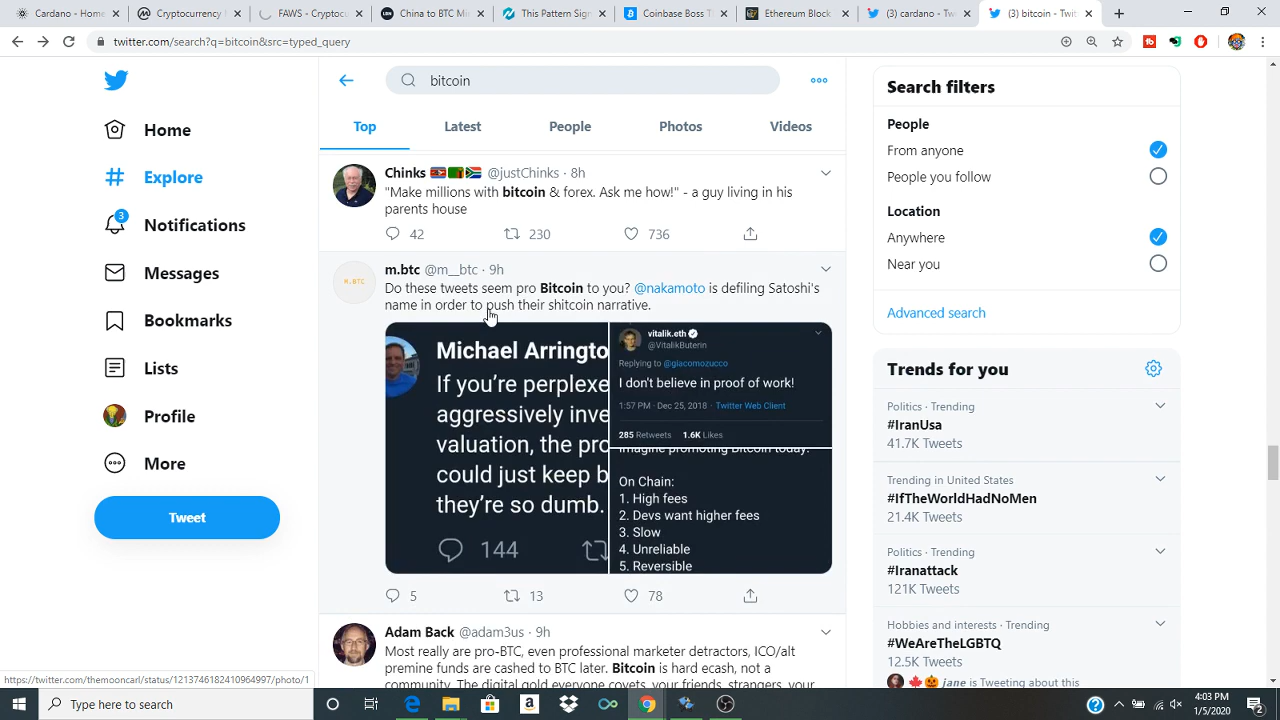 Cardano
Cryptocurrency
JAWS - Crypto
China BTC Mi
The Pattern Sign
Coinbase's T
Ethereum Block
cardano - Tw
(3) bitcoin - Twi
twitter.com/search?q=bitcoin&src=typed_query
bitcoin
Top
Latest
People
Photos
Videos
Home
Explore
3
Notifications
Messages
Bookmarks
Lists
Profile
More
Tweet
Chinks @justChinks · 8h
"Make millions with bitcoin & forex. Ask me how!" - a guy living in his
parents house
42 230 736
M.BTC
m.btc @m__btc · 9h
Do these tweets seem pro Bitcoin to you? @nakamoto is defiling Satoshi's
name in order to push their shitcoin narrative.
Michael Arringto
If you're perplexe
aggressively inve
valuation, the pro
could just keep b
they're so dumb.
144
vitalik.eth
@VitalikButerin
Replying to @giacomozucco
I don't believe in proof of work!
1:57 PM · Dec 25, 2018 · Twitter Web Client
285 Retweets 1.6K Likes
imagine promoting Bitcoin today:
On Chain:
1. High fees
2. Devs want higher fees
3. Slow
4. Unreliable
5. Reversible
5 13 78
Adam Back @adam3us · 9h
Most really are pro-BTC, even professional marketer detractors, ICO/alt
premine funds are cashed to BTC later. Bitcoin is hard ecash, not a
community. The digital gold everyone covets, your friends, strangers, your
Search filters
People
From anyone
People you follow
Location
Anywhere
Near you
Advanced search
Trends for you
Politics · Trending
#IranUsa
41.7K Tweets
Trending in United States
#IfTheWorldHadNoMen
21.4K Tweets
Politics · Trending
#Iranattack
121K Tweets
Hobbies and interests · Trending
#WeAreTheLGBTQ
12.5K Tweets
jane is Tweeting about this
https://twitter.com/themooncarl/status/1213746182410904997/photo/1
Type here to search
4:03 PM
1/5/2020